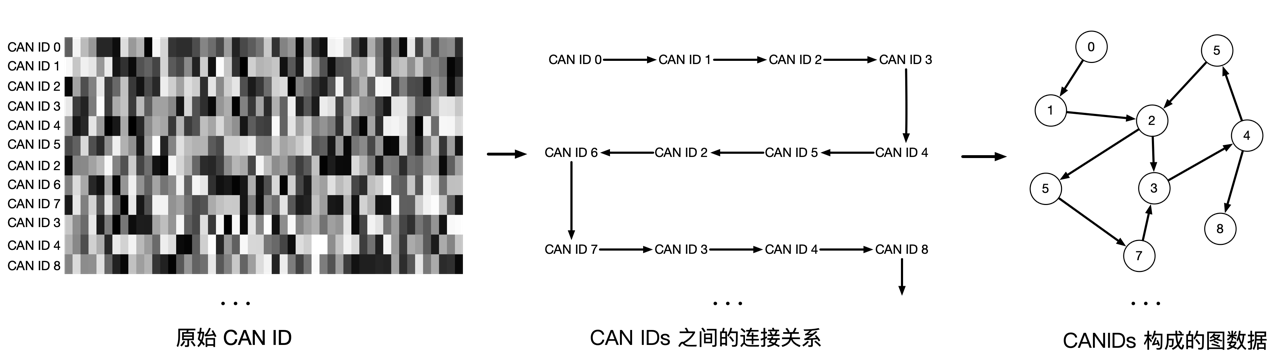 CAN ID 0
CAN ID 1
CAN ID 2
CAN ID 3
CAN ID 4
CAN ID 5
CAN ID 2
CAN ID 6
CAN ID 7
CAN ID 3
CAN ID 4
CAN ID 8
...
原始 CAN ID
CAN ID 0 CAN ID 1 CAN ID 2 CAN ID 3
CAN ID 6 CAN ID 2 CAN ID 5 CAN ID 4
CAN ID 7 CAN ID 3 CAN ID 4 CAN ID 8
...
CAN IDs 之间的连接关系
0
5
1
2
4
5
3
8
7
...
CANIDs 构成的图数据